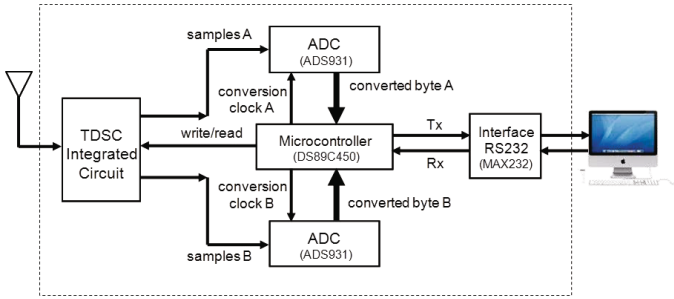 samples A
ADC
(ADS931)
conversion
clock A
converted byte A
TDSC
Integrated
Circuit
write/read
Microcontroller
(DS89C450)
Tx
Rx
Interface
RS232
(MAX232)
conversion
clock B
converted byte B
samples B
ADC
(ADS931)